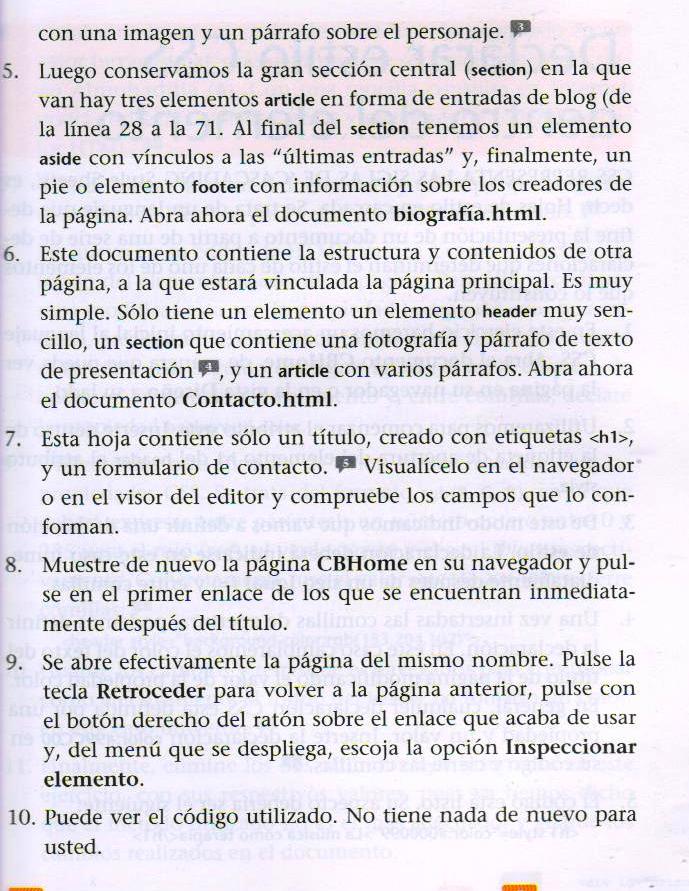 con una imagen y un párrafo sobre el personaje. 3
5. Luego conservamos la gran sección central (section) en la que
van hay tres elementos article en forma de entradas de blog (de
la línea 28 a la 71. Al final del section tenemos un elemento
aside con vínculos a las “últimas entradas” y, finalmente, un
pie o elemento footer con información sobre los creadores de
la página. Abra ahora el documento biografía.html.
6. Este documento contiene la estructura y contenidos de otra
página, a la que estará vinculada la página principal. Es muy
simple. Sólo tiene un elemento un elemento header muy sen-
cillo, un section que contiene una fotografía y párrafo de texto
de presentación 4, y un article con varios párrafos. Abra ahora
el documento Contacto.html.
7. Esta hoja contiene sólo un título, creado con etiquetas <h1>,
y un formulario de contacto. 5 Visualícelo en el navegador
o en el visor del editor y compruebe los campos que lo con-
forman.
8. Muestre de nuevo la página CBHome en su navegador y pul-
se en el primer enlace de los que se encuentran inmediata-
mente después del título.
9. Se abre efectivamente la página del mismo nombre. Pulse la
tecla Retroceder para volver a la página anterior, pulse con
el botón derecho del ratón sobre el enlace que acaba de usar
y, del menú que se despliega, escoja la opción Inspeccionar
elemento.
10. Puede ver el código utilizado. No tiene nada de nuevo para
usted.